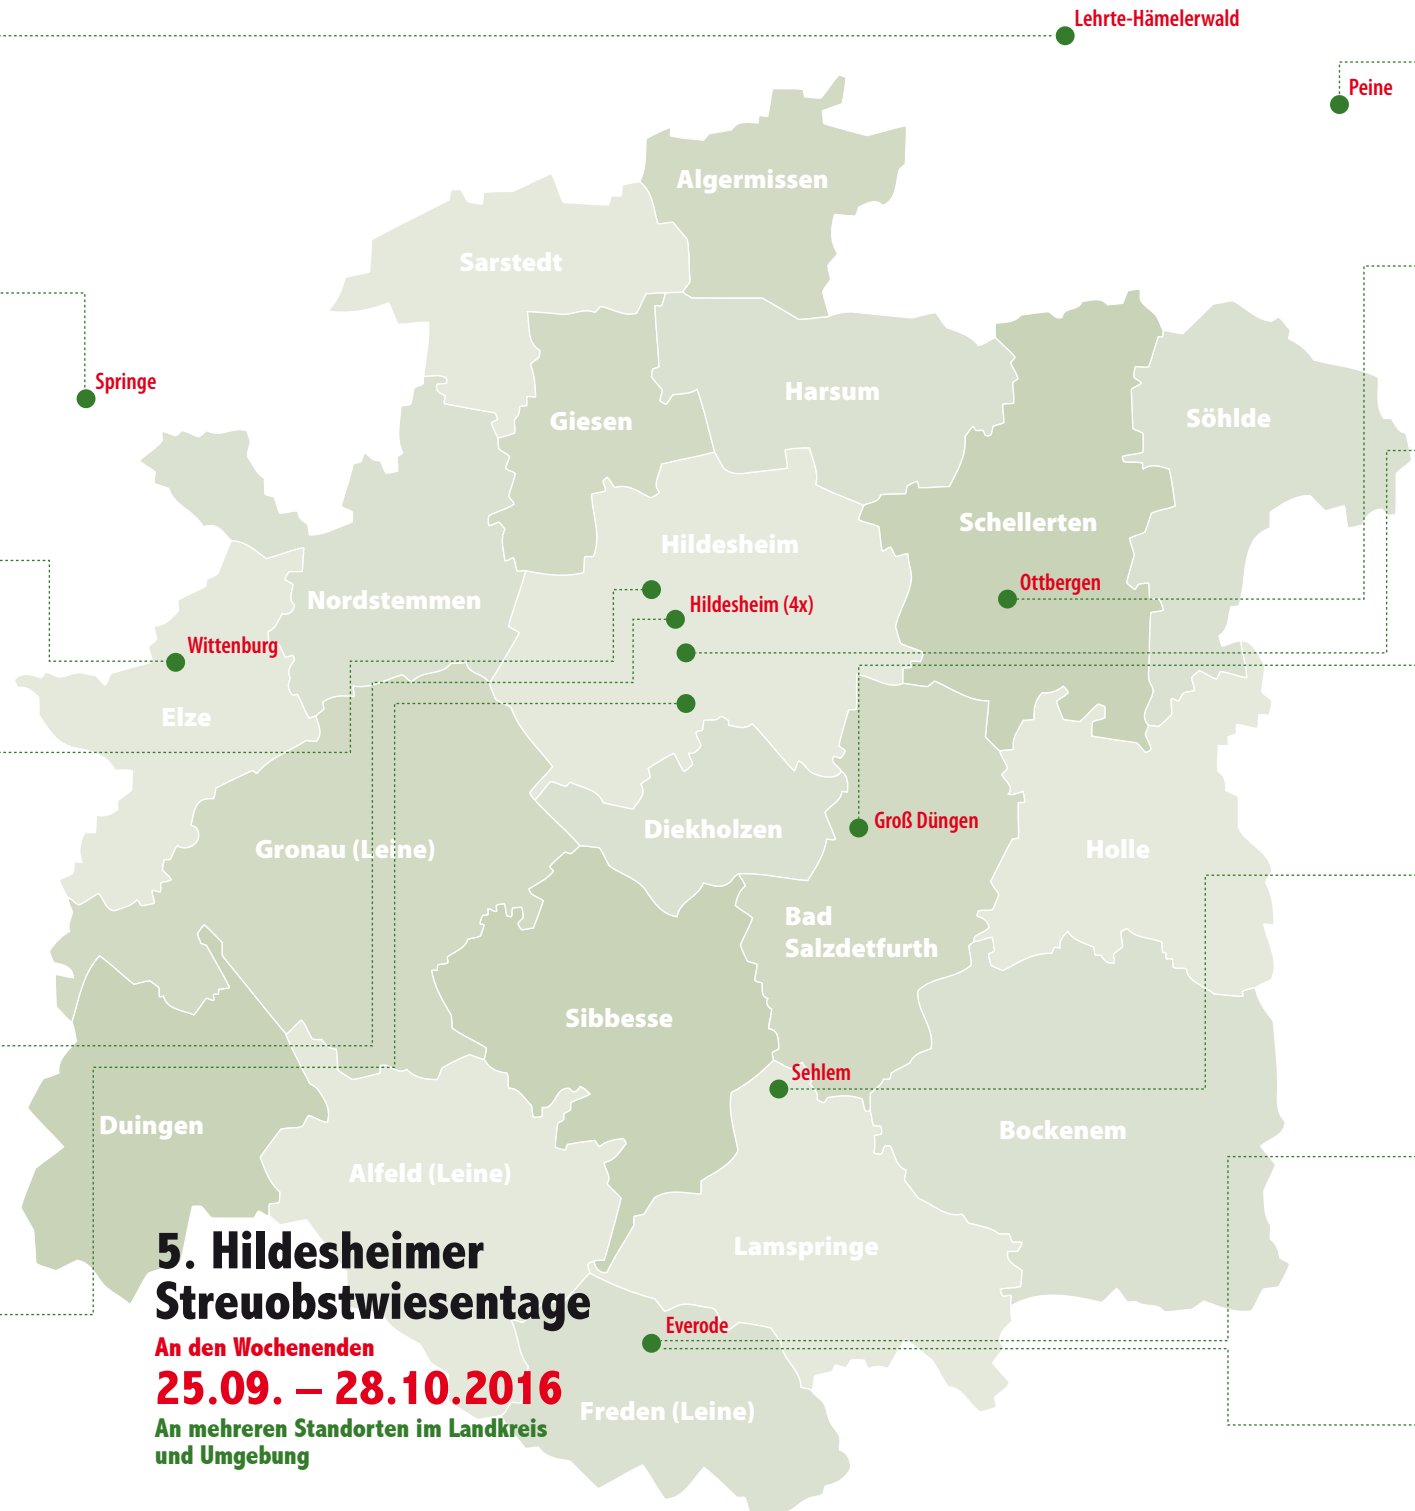 Lehrte-Hämelerwald
Peine
Algermissen
Sarstedt
Springe
Harsum
Giesen
Söhlde
Schellerten
Hildesheim
Ottbergen
Nordstemmen
Hildesheim (4x)
Wittenburg
Elze
Groß Düngen
Diekholzen
Gronau (Leine)
Holle
Bad
Salzdetfurth
Sibbesse
Sehlem
Duingen
Bockenem
Alfeld (Leine)
Lamspringe
5. Hildesheimer
Streuobstwiesentage
An den Wochenenden
25.09. – 28.10.2016
An mehreren Standorten im Landkreis
und Umgebung
Everode
Freden (Leine)